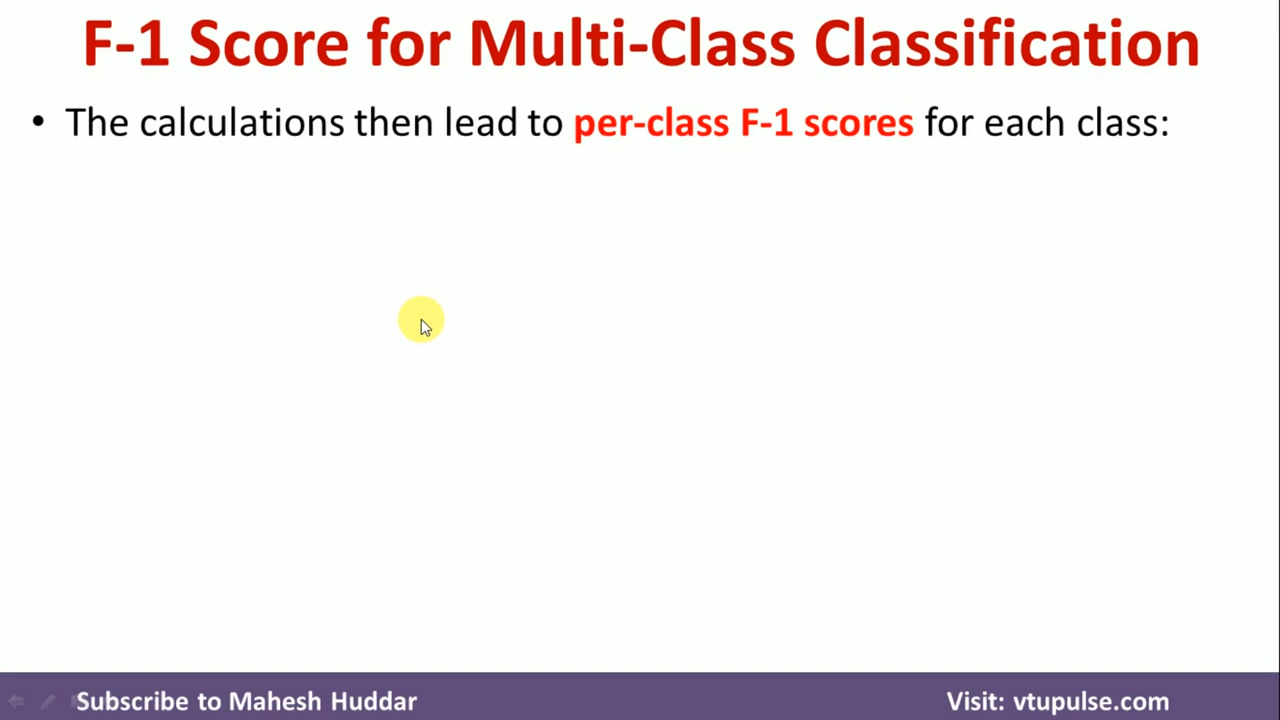 F-1 Score for Multi-Class Classification
• The calculations then lead to per-class F-1 scores for each class:
Subscribe to Mahesh Huddar
Visit: vtupulse.com